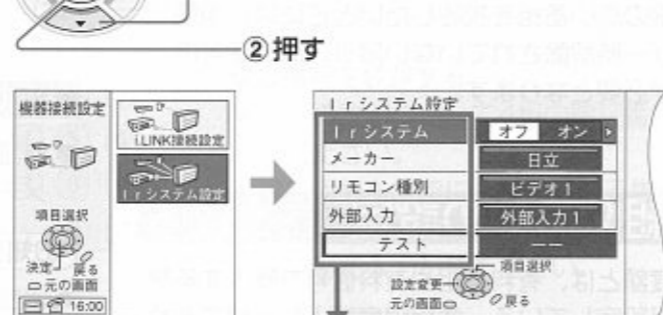 ②押す
機器接続設定
i.LINK接続設定
Irシステム設定
項目選択
決定
戻る
元の画面
16:00
Irシステム設定
Irシステム
オフ オン
メーカー
日立
リモコン種別
ビデオ1
外部入力
外部入力1
テスト
ーー
項目選択
設定変更
元の画面
戻る